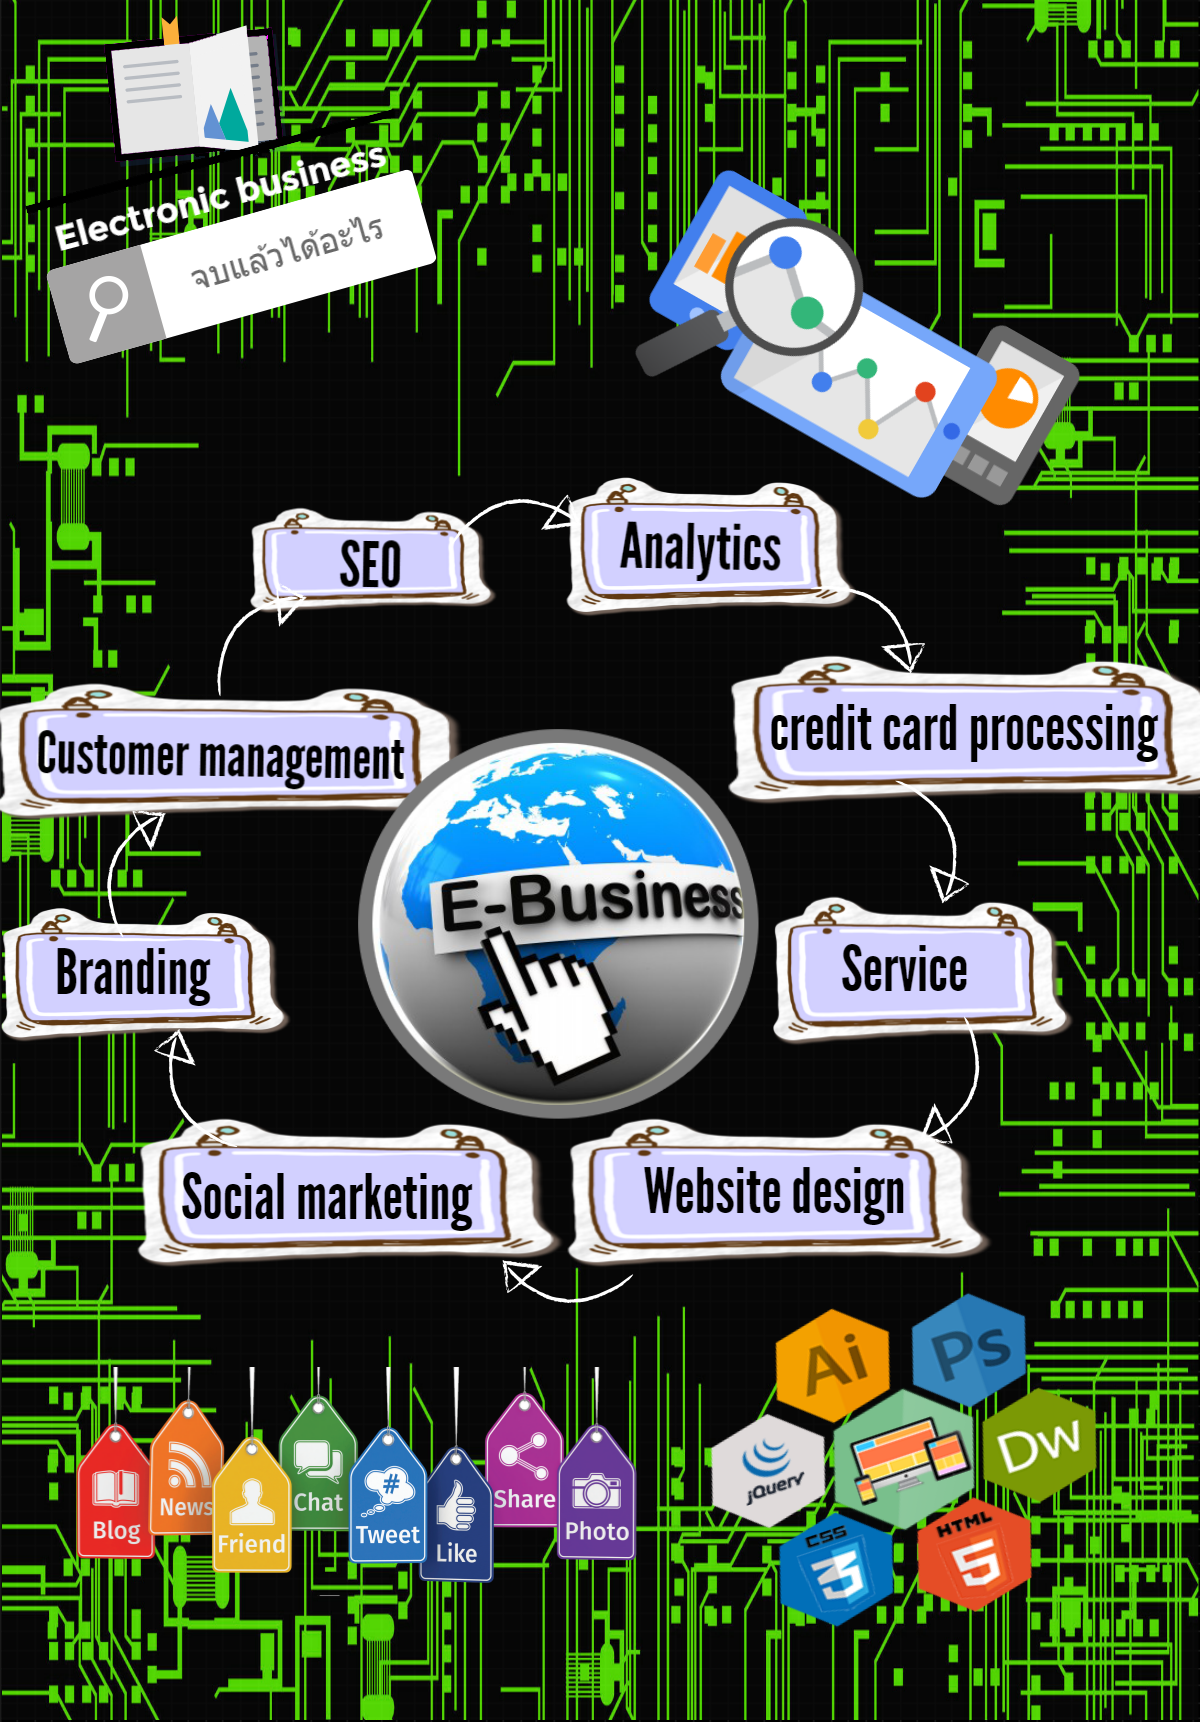 Electronic business
จบแล้วได้อะไร
SEO
Analytics
Customer management
credit card processing
E-Business
Branding
Service
Social marketing
Website design
Blog
News
Friend
Chat
Tweet
#
Like
Share
Photo
Ai
Ps
jQuery
Dw
CSS
3
HTML
5